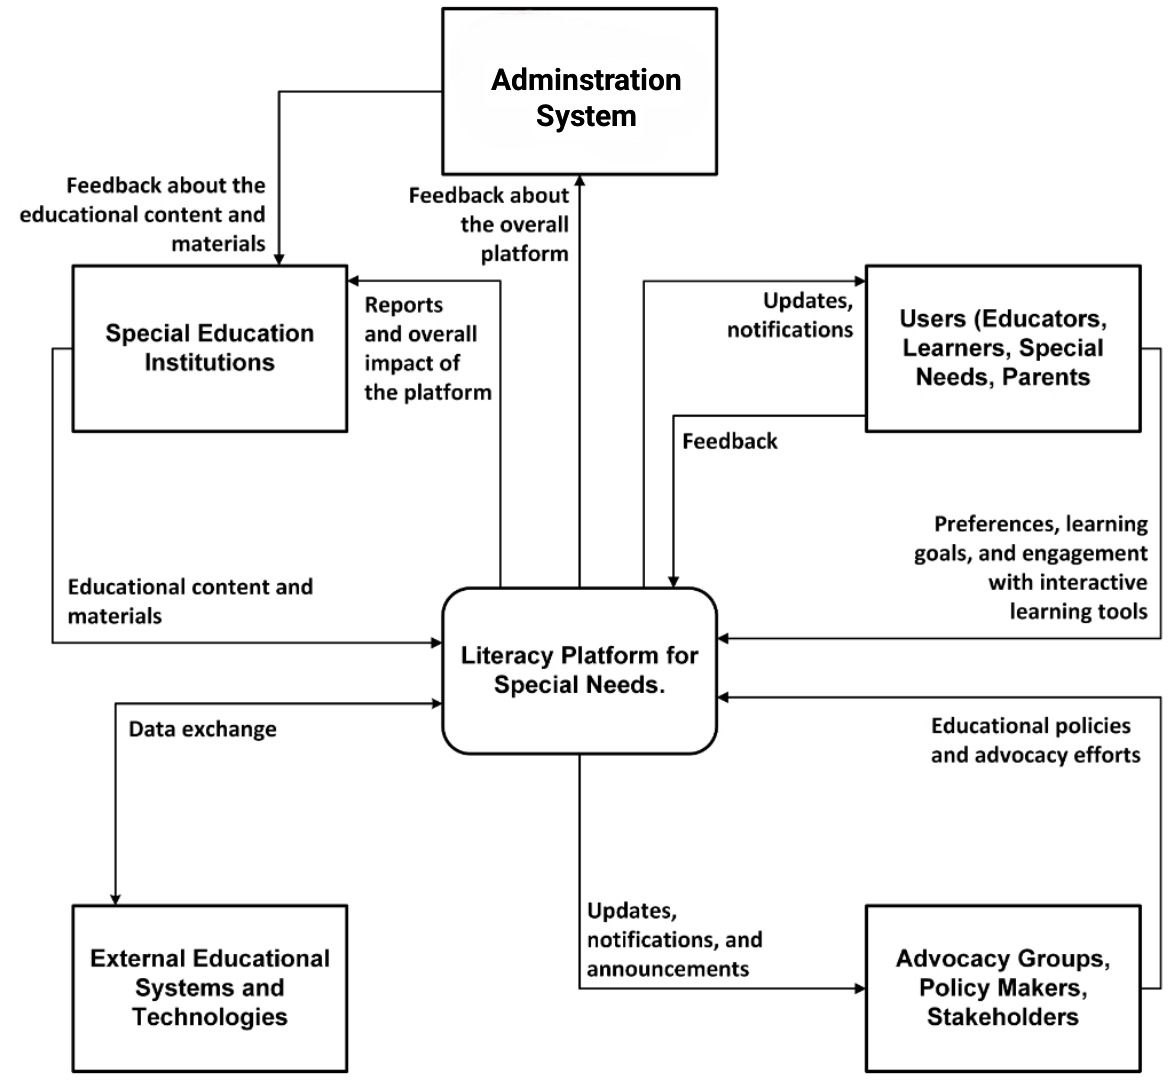 Adminstration
System
Feedback about the
educational content and
materials
Feedback about
the overall
platform
Special Education
Institutions
Reports
and overall
impact of
the platform
Updates,
notifications
Users (Educators,
Learners, Special
Needs, Parents
Feedback
Preferences, learning
goals, and engagement
with interactive
learning tools
Educational content and
materials
Literacy Platform for
Special Needs.
Data exchange
Educational policies
and advocacy efforts
Updates,
notifications, and
announcements
External Educational
Systems and
Technologies
Advocacy Groups,
Policy Makers,
Stakeholders